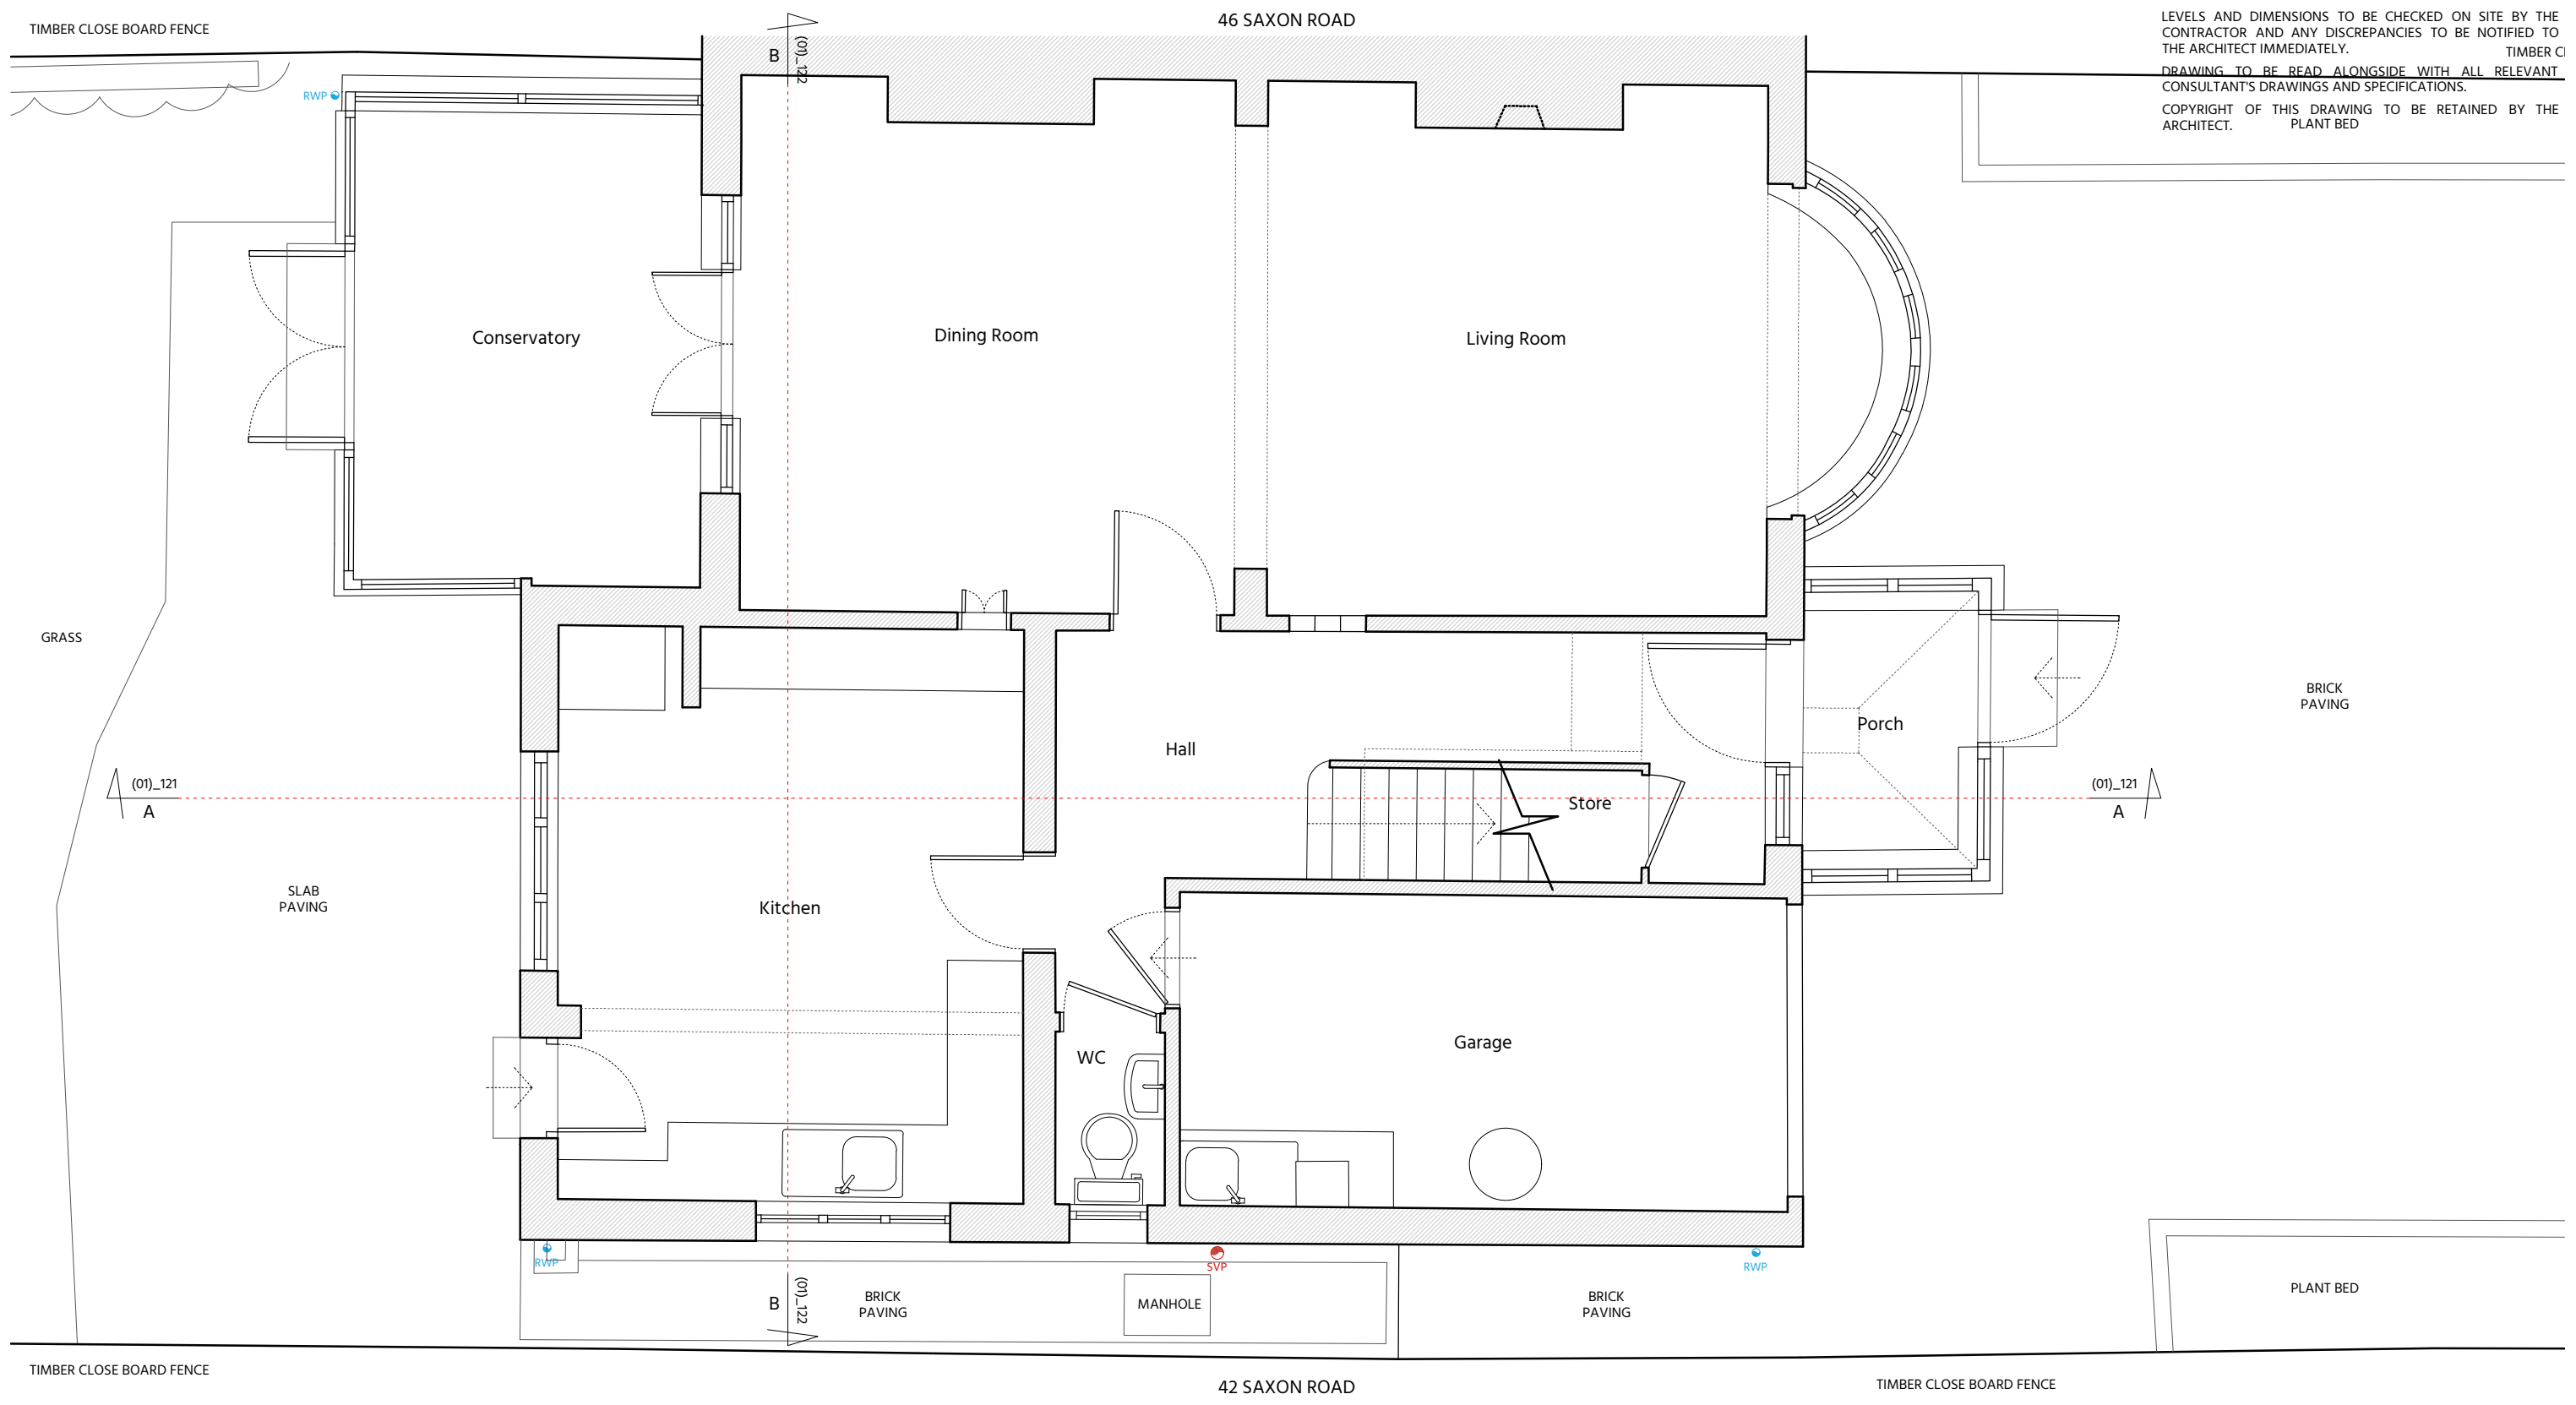 46 SAXON ROAD
TIMBER CLOSE BOARD FENCE
LEVELS AND DIMENSIONS TO BE CHECKED ON SITE BY THE
CONTRACTOR AND ANY DISCREPANCIES TO BE NOTIFIED TO
THE ARCHITECT IMMEDIATELY.
TIMBER C
DRAWING TO BE READ ALONGSIDE WITH ALL RELEVANT
CONSULTANT'S DRAWINGS AND SPECIFICATIONS.
COPYRIGHT OF THIS DRAWING TO BE RETAINED BY THE
ARCHITECT.
PLANT BED
B
(01)_122
RWP
Conservatory
Dining Room
Living Room
GRASS
BRICK
PAVING
Porch
Hall
(01)_121
A
Store
(01)_121
A
SLAB
PAVING
Kitchen
WC
Garage
RWP
SVP
RWP
B
(01)_122
BRICK
PAVING
MANHOLE
BRICK
PAVING
PLANT BED
TIMBER CLOSE BOARD FENCE
42 SAXON ROAD
TIMBER CLOSE BOARD FENCE